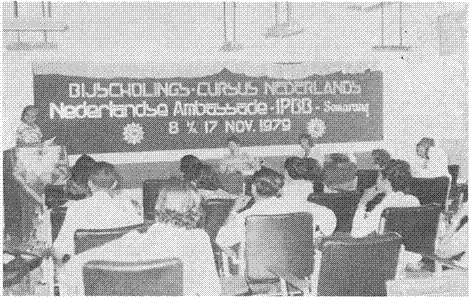 BIJSCHOLINGS-CURSUS NEDERLANDS
Nederlandse Ambassade - IPBB - Semarang
8 t/m 17 NOV. 1979